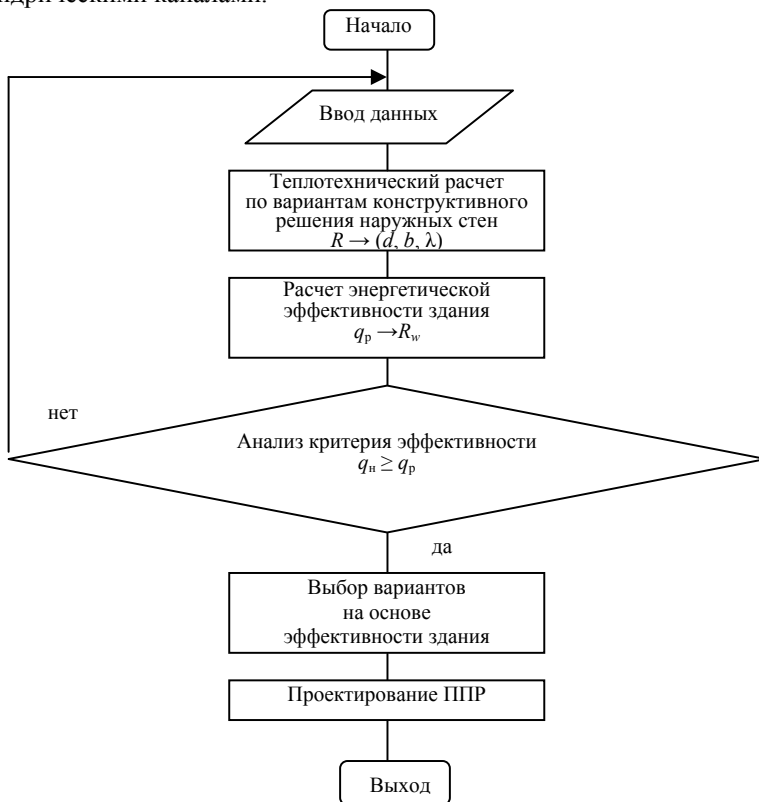 каналами.
Начало
Ввод данных
Теплотехнический расчет
по вариантам конструктивного
решения наружных стен
R → (d, b, λ)
Расчет энергетической
эффективности здания
qр →Rw
нет
Анализ критерия эффективности
qн ≥ qр
да
Выбор вариантов
на основе
эффективности здания
Проектирование ППР
Выход